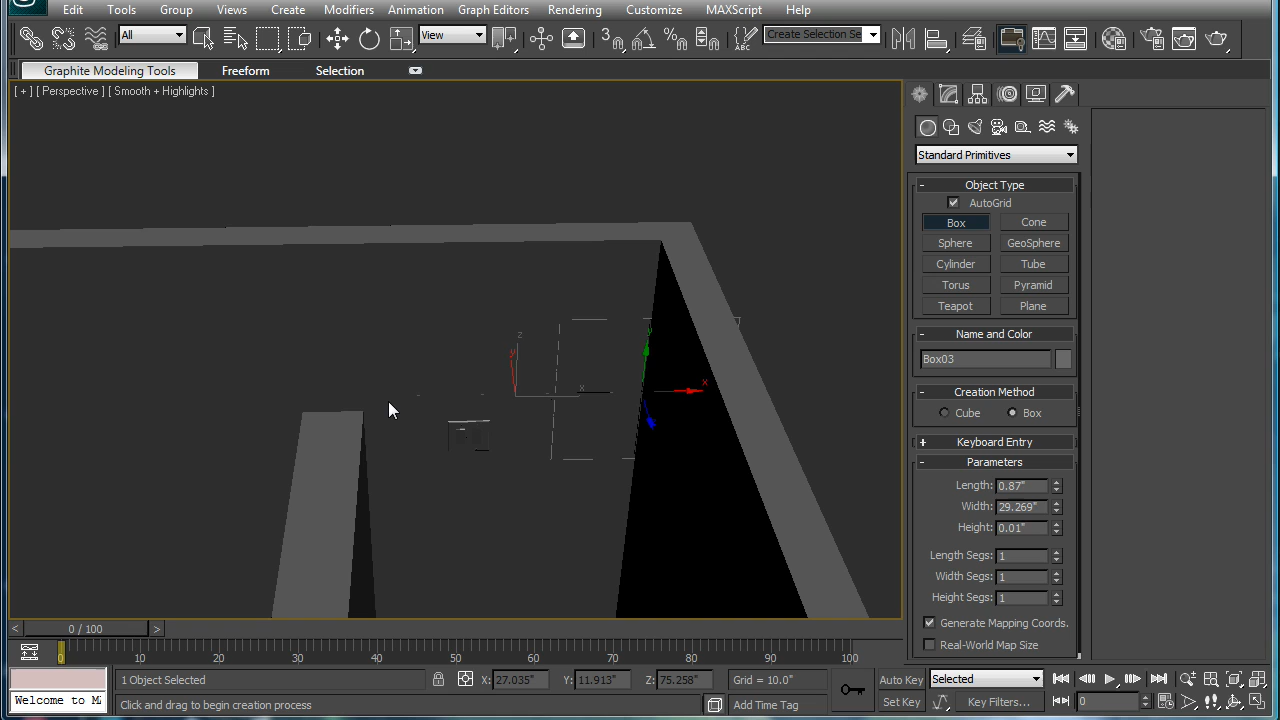 Edit Tools Group Views Create Modifiers Animation Graph Editors Rendering Customize MAXScript Help
All View 3 Create Selection Se
Graphite Modeling Tools Freeform Selection
[ + ] [ Perspective ] [ Smooth + Highlights ]
Standard Primitives
- Object Type
AutoGrid
Box Cone
Sphere GeoSphere
Cylinder Tube
Torus Pyramid
Teapot Plane
- Name and Color
Box03
- Creation Method
Cube Box
+ Keyboard Entry
- Parameters
Length: 0.87"
Width: 29.269"
Height: 0.01"
Length Segs: 1
Width Segs: 1
Height Segs: 1
Generate Mapping Coords.
Real-World Map Size
z
y
x
x
< 0 / 100 >
0 10 20 30 40 50 60 70 80 90 100
1 Object Selected X: 27.035" Y: 11.913" Z: 75.258" Grid = 10.0" Auto Key Selected
Welcome to M Click and drag to begin creation process Add Time Tag Set Key Key Filters... 0